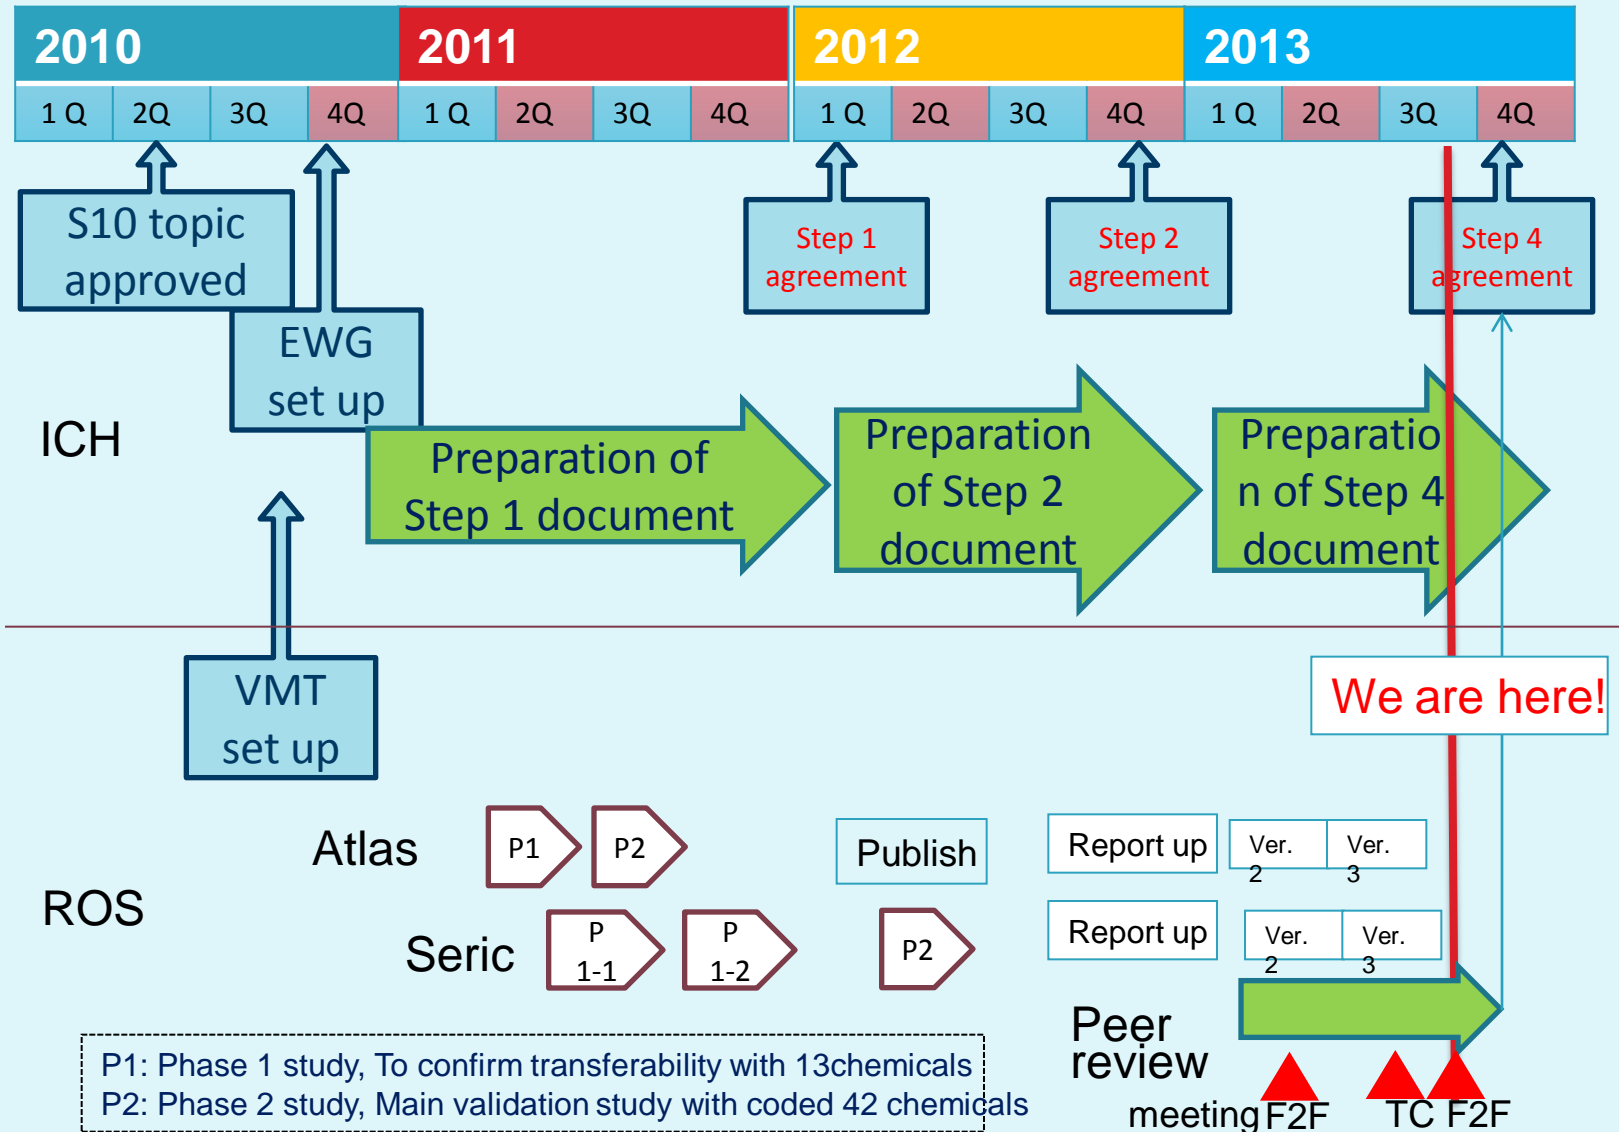 2010
2011
2012
2013
1 Q
2Q
3Q
4Q
1 Q
2Q
3Q
4Q
1 Q
2Q
3Q
4Q
1 Q
2Q
3Q
4Q
S10 topic
approved
EWG
set up
Step 1
agreement
Step 2
agreement
Step 4
agreement
ICH
Preparation of
Step 1 document
Preparation
of Step 2
document
Preparatio
n of Step 4
document
VMT
set up
We are here!
ROS
Atlas
P1
P2
Publish
Report up
Ver.
2
Ver.
3
Seric
P
1-1
P
1-2
P2
Report up
Ver.
2
Ver.
3
Peer
review
meeting
F2F
TC
F2F
P1: Phase 1 study, To confirm transferability with 13chemicals
P2: Phase 2 study, Main validation study with coded 42 chemicals